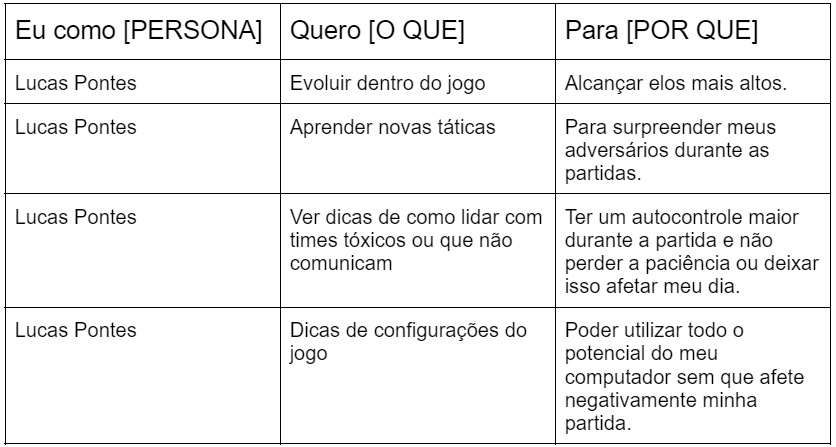 Eu como [PERSONA] Quero [O QUE] Para [POR QUE]
Lucas Pontes Evoluir dentro do jogo Alcançar elos mais altos.
Lucas Pontes Aprender novas táticas Para surpreender meus
adversários durante as
partidas.
Lucas Pontes Ver dicas de como lidar com Ter um autocontrole maior
times tóxicos ou que não durante a partida e não
comunicam perder a paciência ou deixar
isso afetar meu dia.
Lucas Pontes Dicas de configurações do Poder utilizar todo o
jogo potencial do meu
computador sem que afete
negativamente minha
partida.